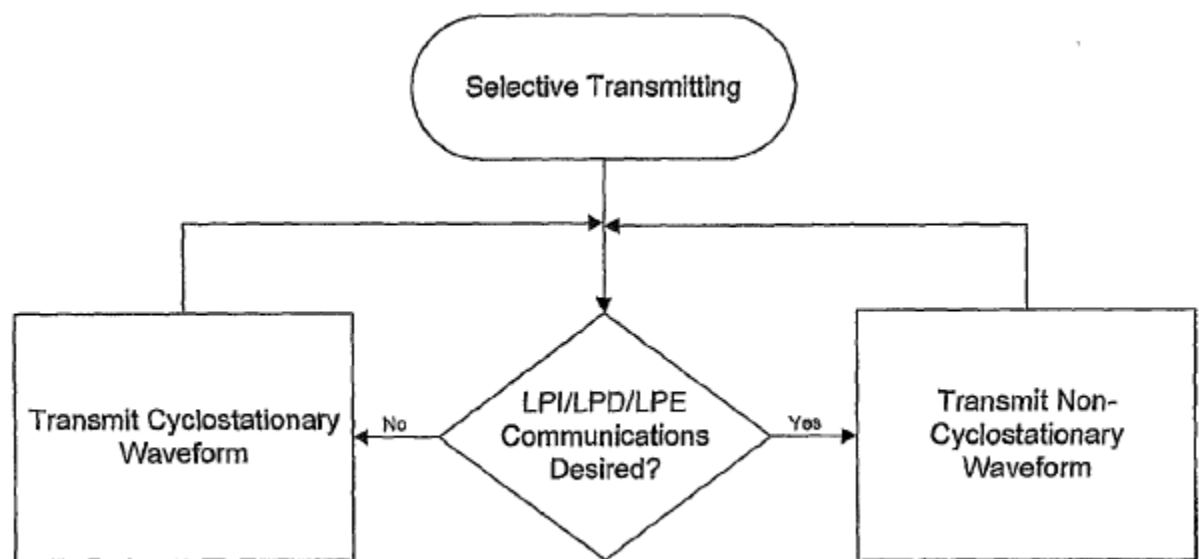 Selective Transmitting
LPI/LPD/LPE
Communications
Desired?
No
Yes
Transmit Cyclostationary
Waveform
Transmit Non-
Cyclostationary
Waveform